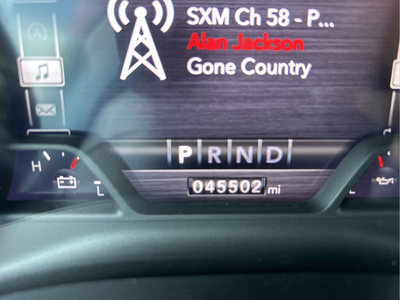 SXM Ch 58 - P...
Alan Jackson
Gone Country
P R N D
H
L
045502 mi
L